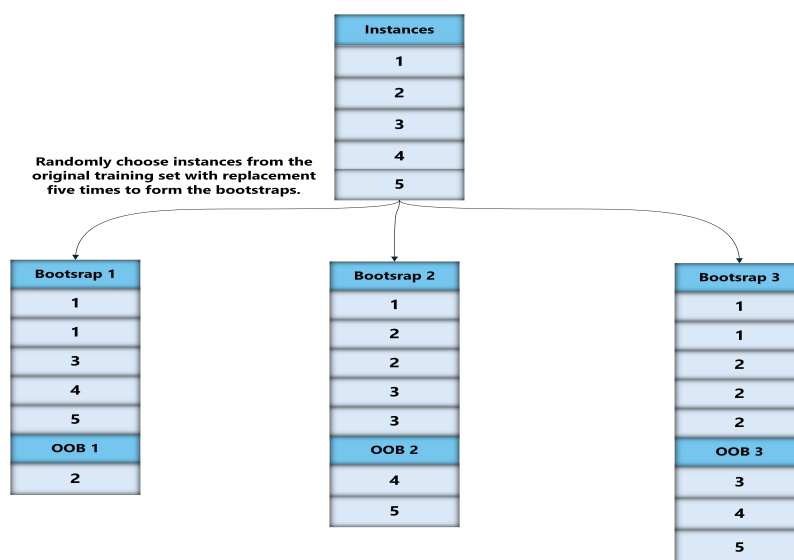 Instances
1
2
3
4
5
Randomly choose instances from the
original training set with replacement
five times to form the bootstraps.
Bootsrap 1
1
1
3
4
5
OOB 1
2
Bootsrap 2
1
2
2
3
3
OOB 2
4
5
Bootsrap 3
1
1
2
2
2
OOB 3
3
4
5